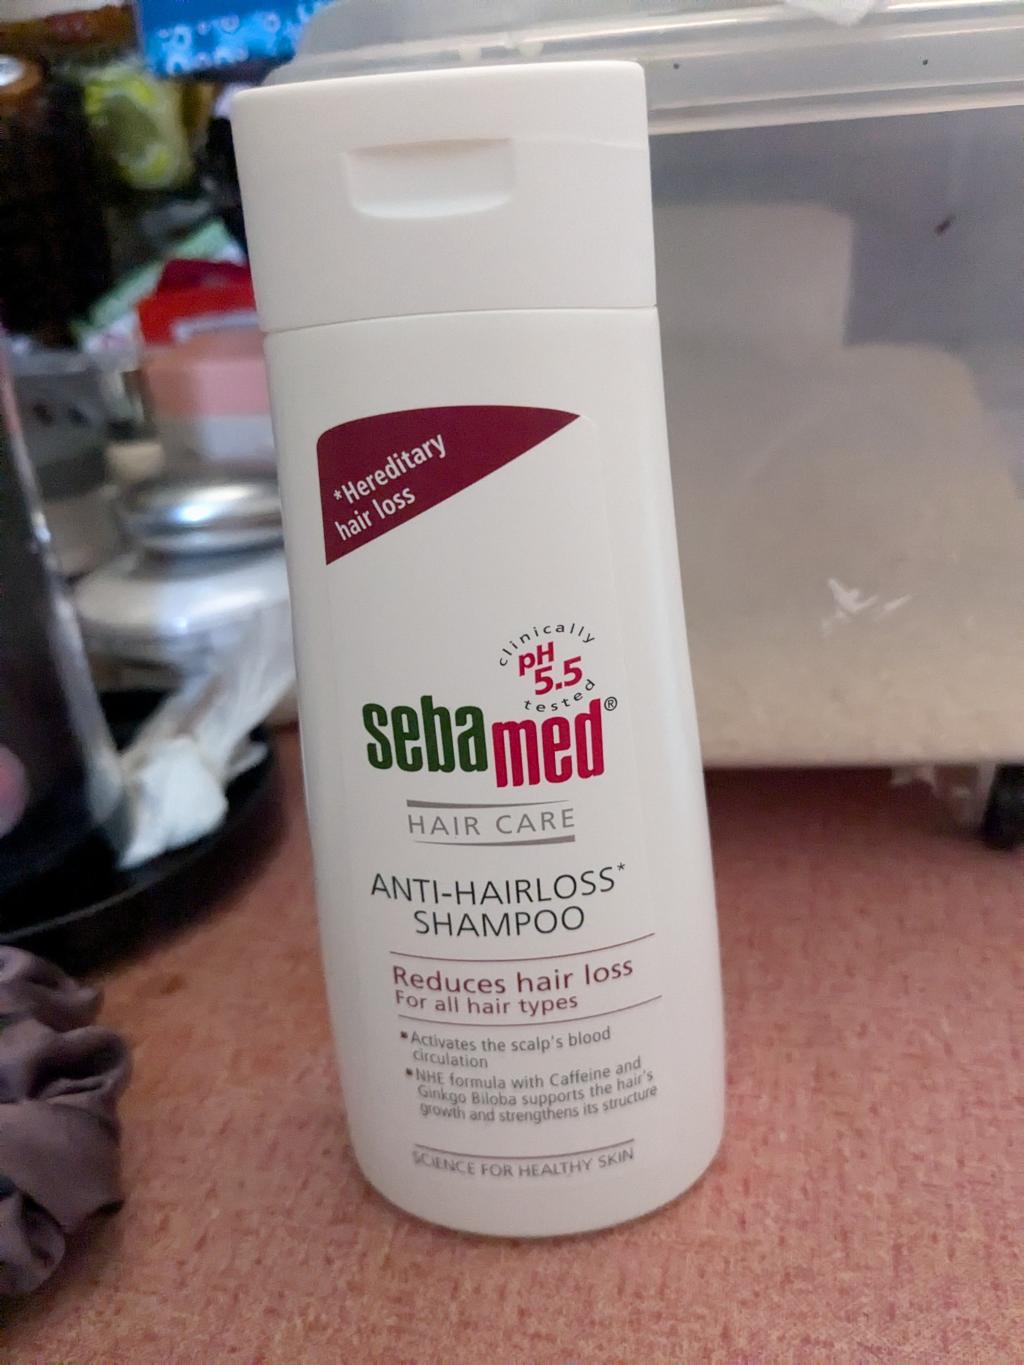 *Hereditary
hair loss
clinically
pH
5.5
tested
sebamed®
HAIR CARE
ANTI-HAIRLOSS*
SHAMPOO
Reduces hair loss
For all hair types
▪Activates the scalp's blood
circulation
▪NHE formula with Caffeine and
Ginkgo Biloba supports the hair's
growth and strengthens its structure
SCIENCE FOR HEALTHY SKIN